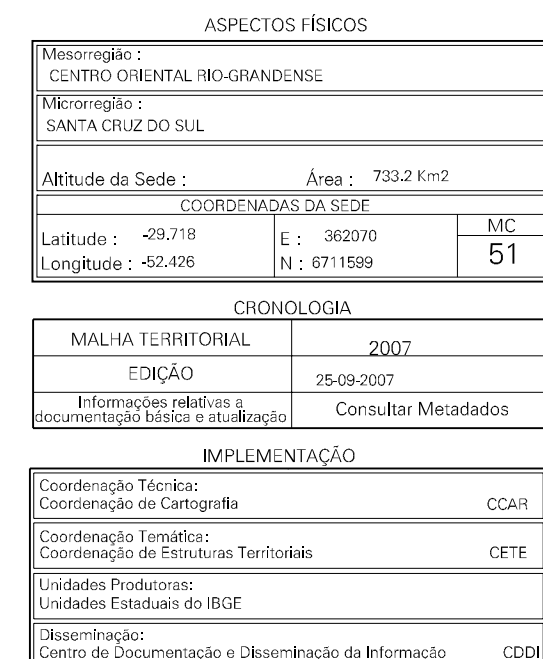 ASPECTOS FÍSICOS
Mesorregião :
CENTRO ORIENTAL RIO-GRANDENSE
Microrregião :
SANTA CRUZ DO SUL
Altitude da Sede : Área : 733.2 Km2
COORDENADAS DA SEDE
Latitude : -29.718 E : 362070 MC
Longitude : -52.426 N : 6711599 51
CRONOLOGIA
MALHA TERRITORIAL 2007
EDIÇÃO 25-09-2007
Informações relativas a
documentação básica e atualização Consultar Metadados
IMPLEMENTAÇÃO
Coordenação Técnica:
Coordenação de Cartografia CCAR
Coordenação Temática:
Coordenação de Estruturas Territoriais CETE
Unidades Produtoras:
Unidades Estaduais do IBGE
Disseminação:
Centro de Documentação e Disseminação da Informação CDDI